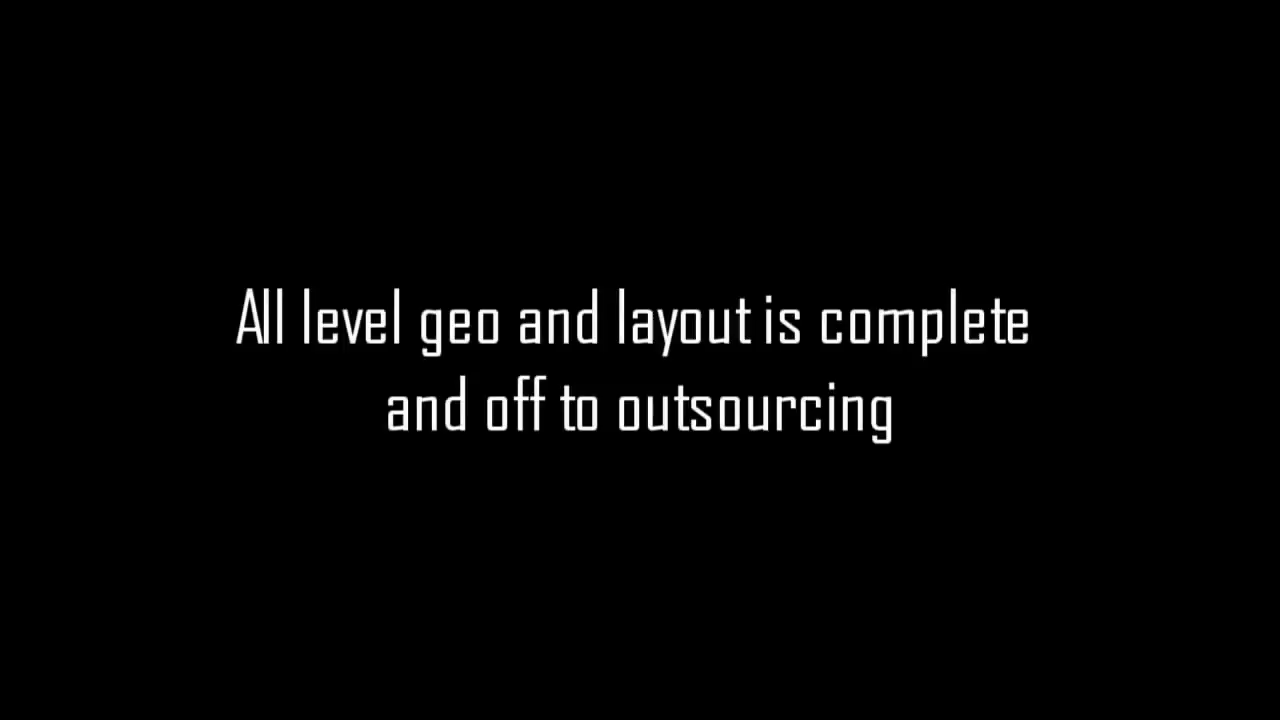 All level geo and layout is complete
and off to outsourcing